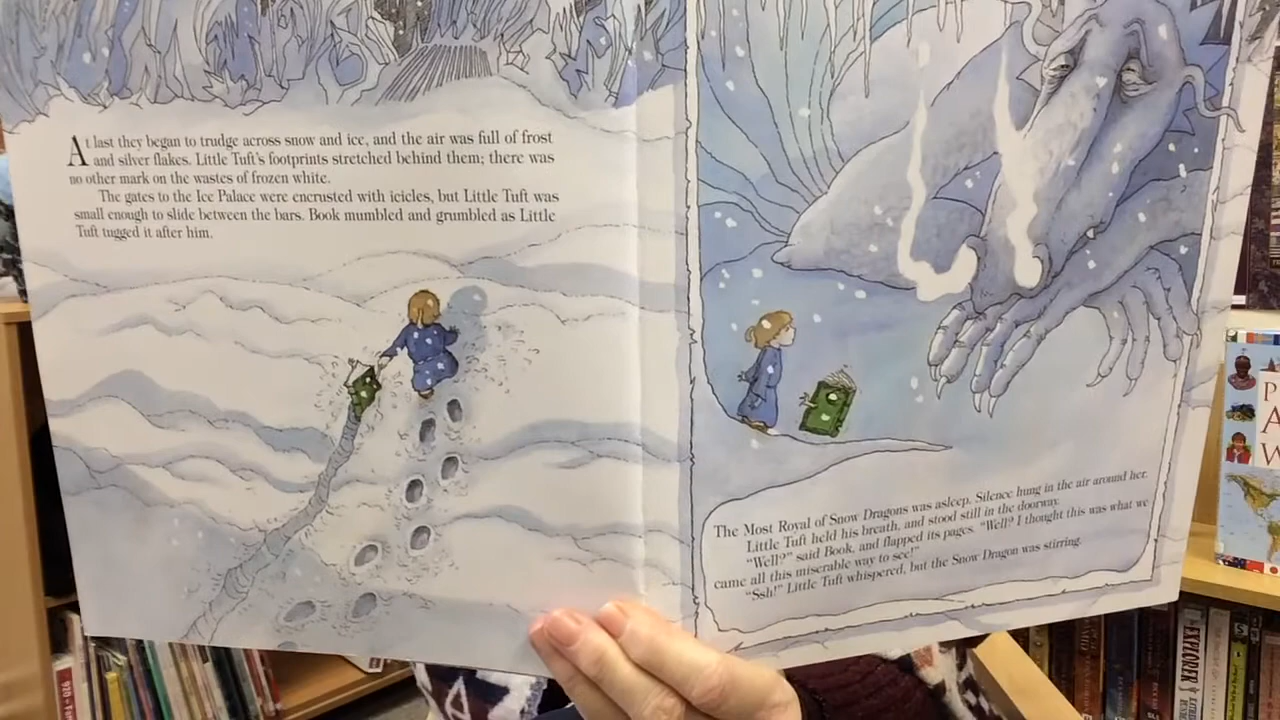 At last they began to trudge across snow and ice, and the air was full of frost
and silver flakes. Little Tuft's footprints stretched behind them; there was
no other mark on the wastes of frozen white.
The gates to the Ice Palace were encrusted with icicles, but Little Tuft was
small enough to slide between the bars. Book mumbled and grumbled as Little
Tuft tugged it after him.
The Most Royal of Snow Dragons was asleep. Silence hung in the air around her.
Little Tuft held his breath, and stood still in the doorway.
"Well?" said Book, and flapped its pages. "Well? I thought this was what we
came all this miserable way to see!"
"Ssh!" Little Tuft whispered, but the Snow Dragon was stirring.
P
A
W
EXPLORER
920